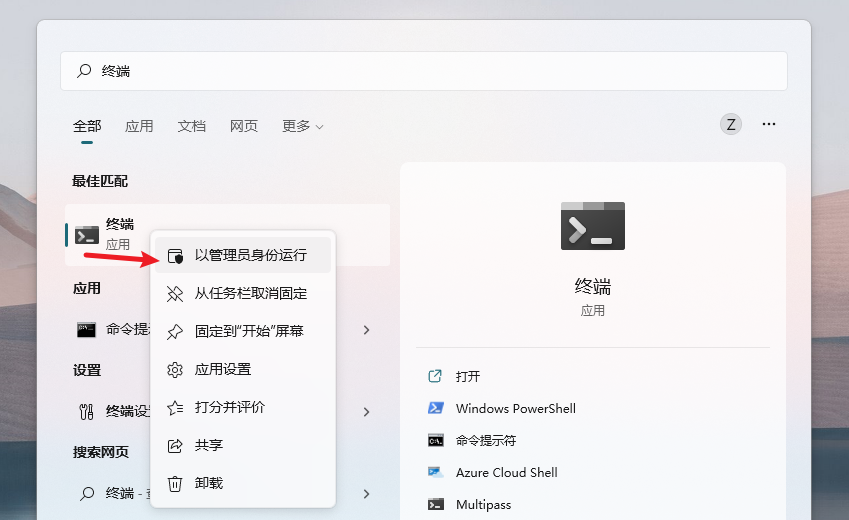 终端
全部 应用 文档 网页 更多
Z
最佳匹配
终端
应用
以管理员身份运行
从任务栏取消固定
固定到"开始"屏幕
应用设置
打分并评价
共享
卸载
应用
命令提
设置
终端设
搜索网页
终端 -
终端
应用
打开
Windows PowerShell
命令提示符
Azure Cloud Shell
Multipass